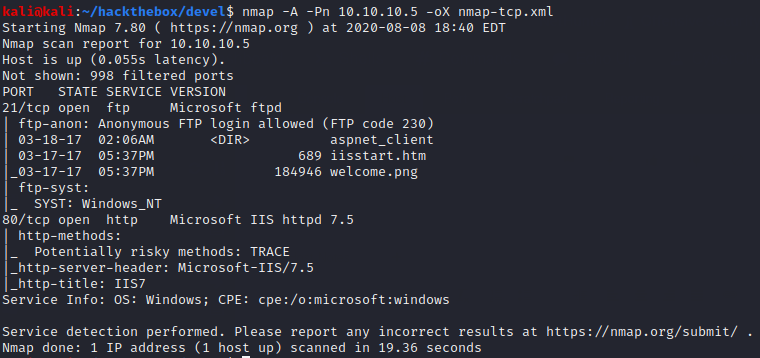 kali@kali:~/hackthebox/devel$ nmap -A -Pn 10.10.10.5 -oX nmap-tcp.xml
Starting Nmap 7.80 ( https://nmap.org ) at 2020-08-08 18:40 EDT
Nmap scan report for 10.10.10.5
Host is up (0.055s latency).
Not shown: 998 filtered ports
PORT   STATE SERVICE VERSION
21/tcp open  ftp     Microsoft ftpd
| ftp-anon: Anonymous FTP login allowed (FTP code 230)
| 03-18-17  02:06AM       <DIR>          aspnet_client
| 03-17-17  05:37PM                  689 iisstart.htm
|_03-17-17  05:37PM               184946 welcome.png
| ftp-syst:
|_  SYST: Windows_NT
80/tcp open  http    Microsoft IIS httpd 7.5
| http-methods:
|_  Potentially risky methods: TRACE
|_http-server-header: Microsoft-IIS/7.5
|_http-title: IIS7
Service Info: OS: Windows; CPE: cpe:/o:microsoft:windows

Service detection performed. Please report any incorrect results at https://nmap.org/submit/ .
Nmap done: 1 IP address (1 host up) scanned in 19.36 seconds